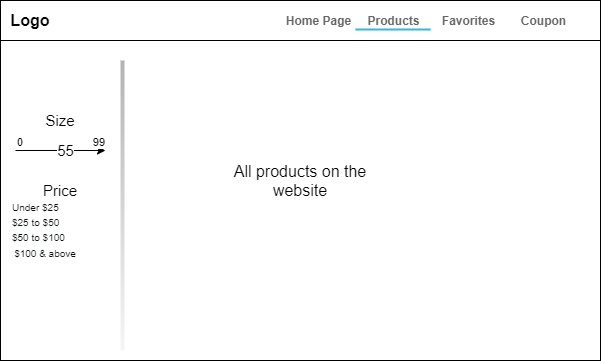 Logo
Home Page Products Favorites Coupon
Size
0 99
55
All products on the
website
Price
Under $25
$25 to $50
$50 to $100
$100 & above